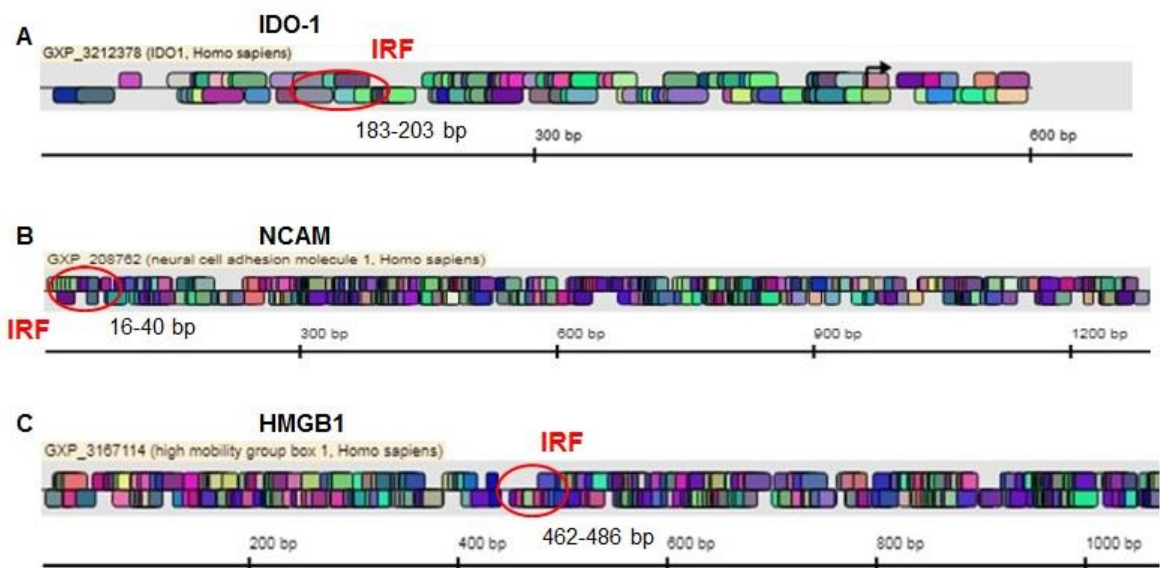 A
IDO-1
GXP_3212378 (IDO1, Homo sapiens)
IRF
183-203 bp
300 bp
600 bp
B
NCAM
GXP_208762 (neural cell adhesion molecule 1, Homo sapiens)
IRF
16-40 bp
300 bp
600 bp
900 bp
1200 bp
C
HMGB1
GXP_3167114 (high mobility group box 1, Homo sapiens)
IRF
462-486 bp
200 bp
400 bp
600 bp
800 bp
1000 bp